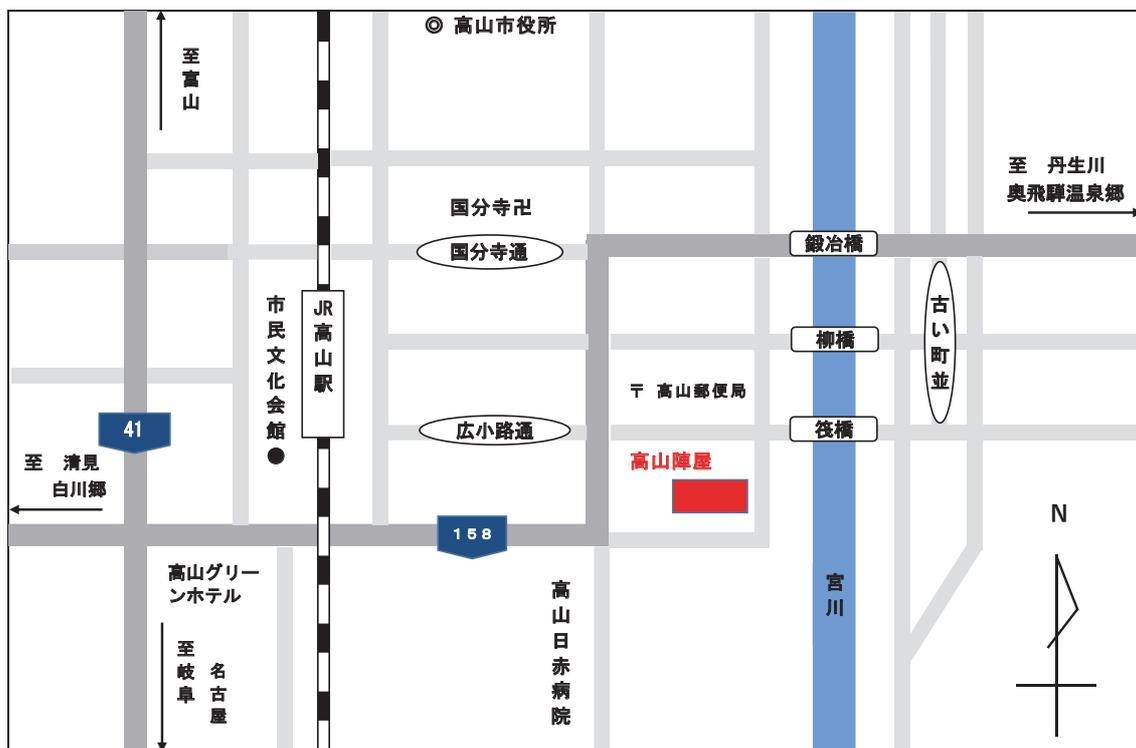 ◎ 高山市役所
至富山
至　丹生川
奥飛騨温泉郷
国分寺卍
国分寺通
鍛冶橋
市民文化会館●
JR高山駅
古い町並
柳橋
〒 高山郵便局
41
広小路通
筏橋
至　清見
白川郷
高山陣屋
N
158
高山グリー
ンホテル
宮川
高山日赤病院
至岐阜
名古屋